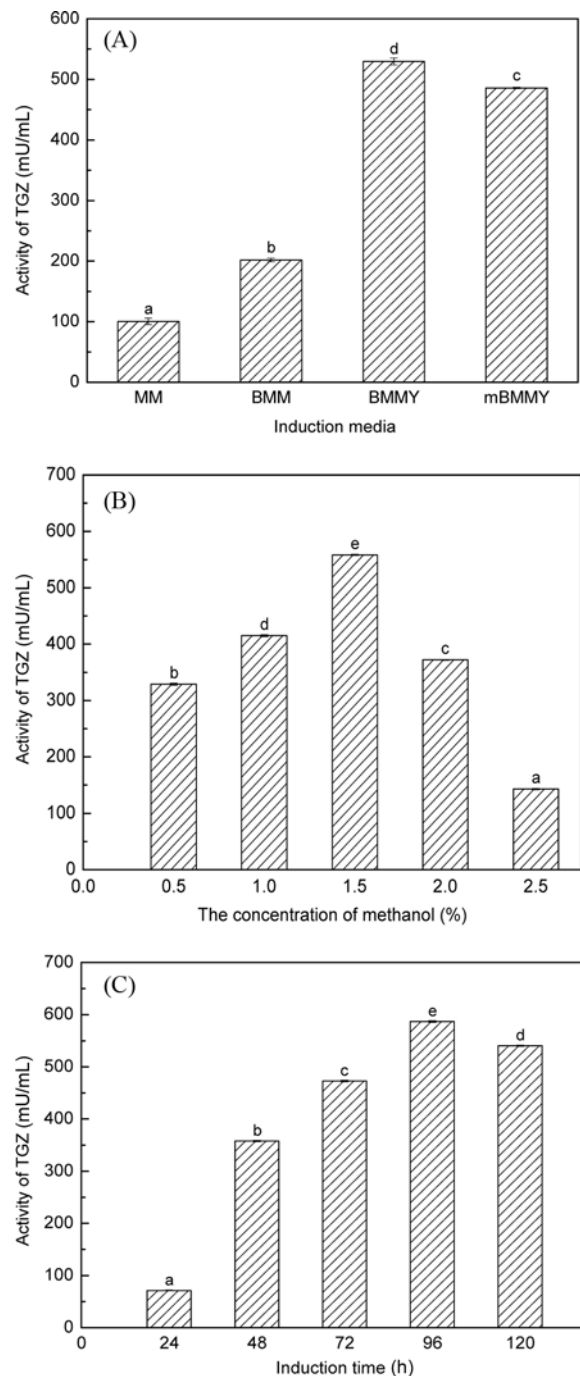 (A)
Activity of TGZ (mU/mL)
600
500
400
300
200
100
0
a
b
d
c
MM BMM BMMY mBMMY
Induction media
(B)
Activity of TGZ (mU/mL)
700
600
500
400
300
200
100
0
b
d
e
c
a
0.0 0.5 1.0 1.5 2.0 2.5
The concentration of methanol (%)
(C)
Activity of TGZ (mU/mL)
700
600
500
400
300
200
100
0
a
b
c
e
d
0 24 48 72 96 120
Induction time (h)